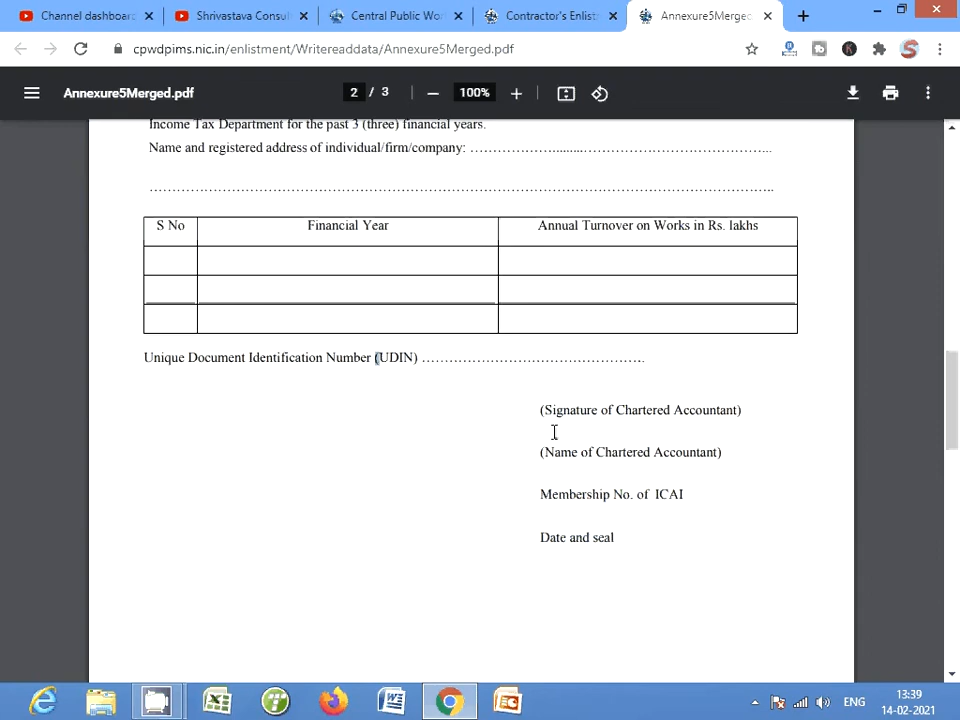 Channel dashboard
Shrivastava Consul
Central Public Wor
Contractor's Enlist
Annexure5Merged
cpwdpims.nic.in/enlistment/Writereaddata/Annexure5Merged.pdf
Annexure5Merged.pdf
2 / 3
100%
Income Tax Department for the past 3 (three) financial years.
Name and registered address of individual/firm/company: ………………........…………………………………...
………………………………………………………………………………………………………………………..
S No Financial Year Annual Turnover on Works in Rs. lakhs
Unique Document Identification Number (UDIN) ………………………………………….
(Signature of Chartered Accountant)
(Name of Chartered Accountant)
Membership No. of ICAI
Date and seal
ENG
13:39
14-02-2021